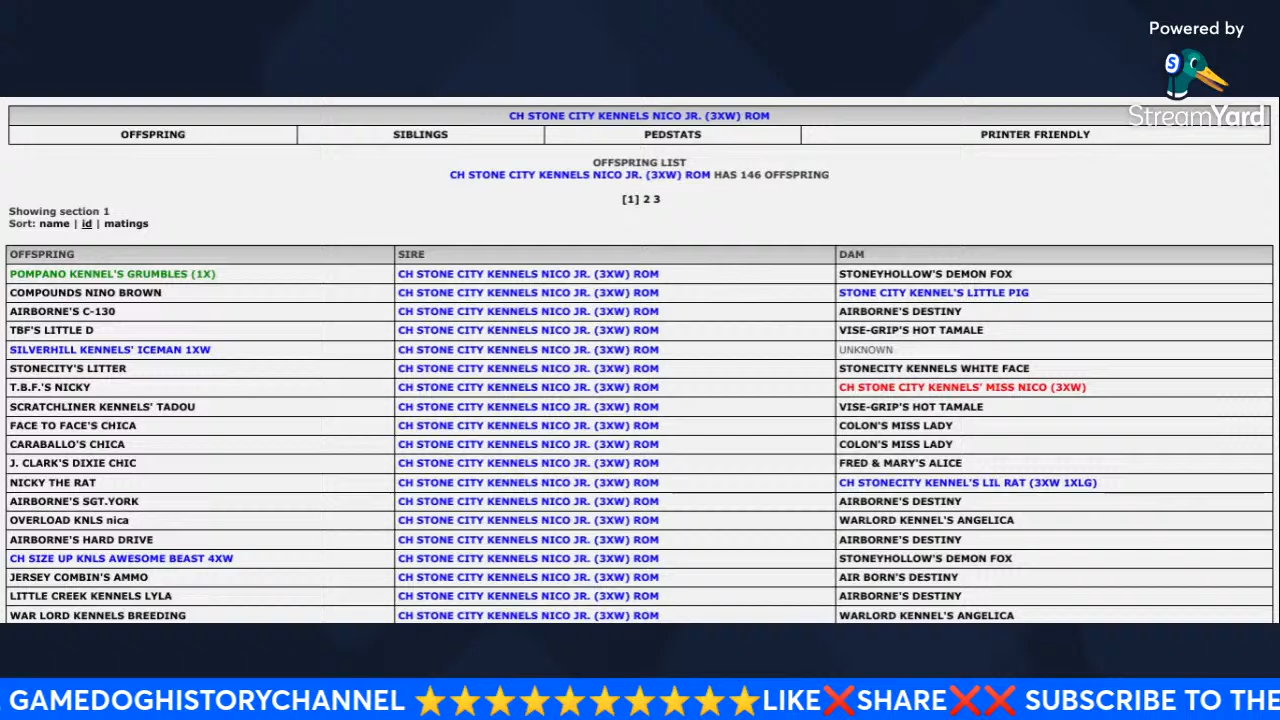 Powered by
S
StreamYard
CH STONE CITY KENNELS NICO JR. (3XW) ROM
OFFSPRING SIBLINGS PEDSTATS PRINTER FRIENDLY
OFFSPRING LIST
CH STONE CITY KENNELS NICO JR. (3XW) ROM HAS 146 OFFSPRING
[1] 2 3
Showing section 1
Sort: name | id | matings
OFFSPRING SIRE DAM
POMPANO KENNEL'S GRUMBLES (1X) CH STONE CITY KENNELS NICO JR. (3XW) ROM STONEYHOLLOW'S DEMON FOX
COMPOUNDS NINO BROWN CH STONE CITY KENNELS NICO JR. (3XW) ROM STONE CITY KENNEL'S LITTLE PIG
AIRBORNE'S C-130 CH STONE CITY KENNELS NICO JR. (3XW) ROM AIRBORNE'S DESTINY
TBF'S LITTLE D CH STONE CITY KENNELS NICO JR. (3XW) ROM VISE-GRIP'S HOT TAMALE
SILVERHILL KENNELS' ICEMAN 1XW CH STONE CITY KENNELS NICO JR. (3XW) ROM UNKNOWN
STONECITY'S LITTER CH STONE CITY KENNELS NICO JR. (3XW) ROM STONECITY KENNELS WHITE FACE
T.B.F.'S NICKY CH STONE CITY KENNELS NICO JR. (3XW) ROM CH STONE CITY KENNELS' MISS NICO (3XW)
SCRATCHLINER KENNELS' TADOU CH STONE CITY KENNELS NICO JR. (3XW) ROM VISE-GRIP'S HOT TAMALE
FACE TO FACE'S CHICA CH STONE CITY KENNELS NICO JR. (3XW) ROM COLON'S MISS LADY
CARABALLO'S CHICA CH STONE CITY KENNELS NICO JR. (3XW) ROM COLON'S MISS LADY
J. CLARK'S DIXIE CHIC CH STONE CITY KENNELS NICO JR. (3XW) ROM FRED & MARY'S ALICE
NICKY THE RAT CH STONE CITY KENNELS NICO JR. (3XW) ROM CH STONECITY KENNEL'S LIL RAT (3XW 1XLG)
AIRBORNE'S SGT.YORK CH STONE CITY KENNELS NICO JR. (3XW) ROM AIRBORNE'S DESTINY
OVERLOAD KNLS nica CH STONE CITY KENNELS NICO JR. (3XW) ROM WARLORD KENNEL'S ANGELICA
AIRBORNE'S HARD DRIVE CH STONE CITY KENNELS NICO JR. (3XW) ROM AIRBORNE'S DESTINY
CH SIZE UP KNLS AWESOME BEAST 4XW CH STONE CITY KENNELS NICO JR. (3XW) ROM STONEYHOLLOW'S DEMON FOX
JERSEY COMBIN'S AMMO CH STONE CITY KENNELS NICO JR. (3XW) ROM AIR BORN'S DESTINY
LITTLE CREEK KENNELS LYLA CH STONE CITY KENNELS NICO JR. (3XW) ROM AIRBORNE'S DESTINY
WAR LORD KENNELS BREEDING CH STONE CITY KENNELS NICO JR. (3XW) ROM WARLORD KENNEL'S ANGELICA
GAMEDOGHISTORYCHANNEL ⭐⭐⭐⭐⭐⭐⭐⭐⭐⭐LIKE❌SHARE❌❌ SUBSCRIBE TO THE